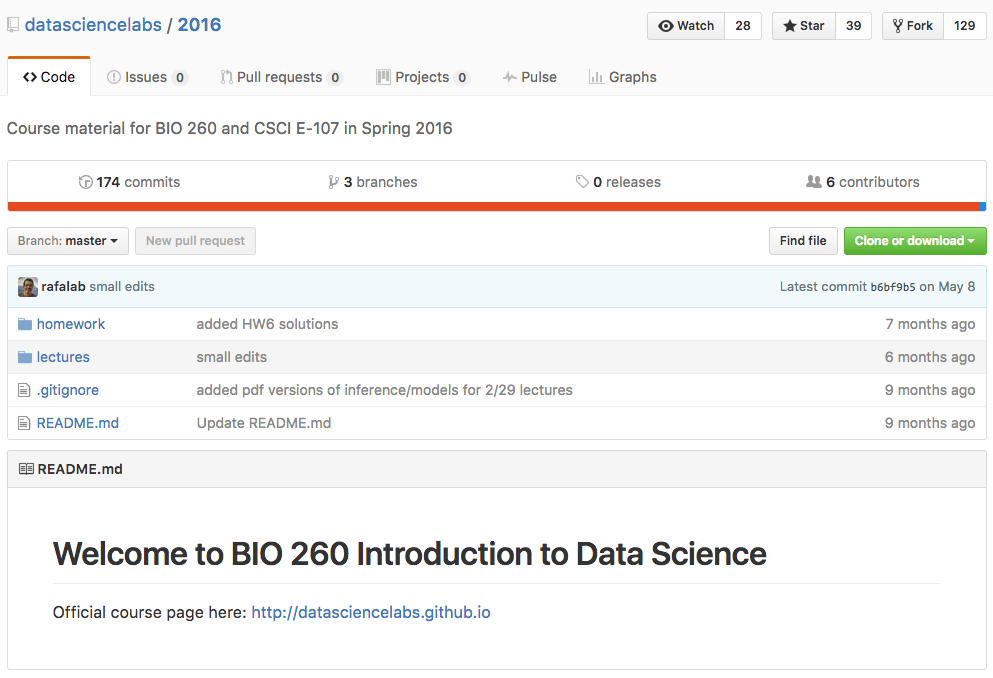 datasciencelabs / 2016 Watch 28 Star 39 Fork 129
Code Issues 0 Pull requests 0 Projects 0 Pulse Graphs
Course material for BIO 260 and CSCI E-107 in Spring 2016
174 commits 3 branches 0 releases 6 contributors
Branch: master New pull request Find file Clone or download
rafalab small edits Latest commit b6bf9b5 on May 8
homework added HW6 solutions 7 months ago
lectures small edits 6 months ago
.gitignore added pdf versions of inference/models for 2/29 lectures 9 months ago
README.md Update README.md 9 months ago
README.md
Welcome to BIO 260 Introduction to Data Science
Official course page here: http://datasciencelabs.github.io